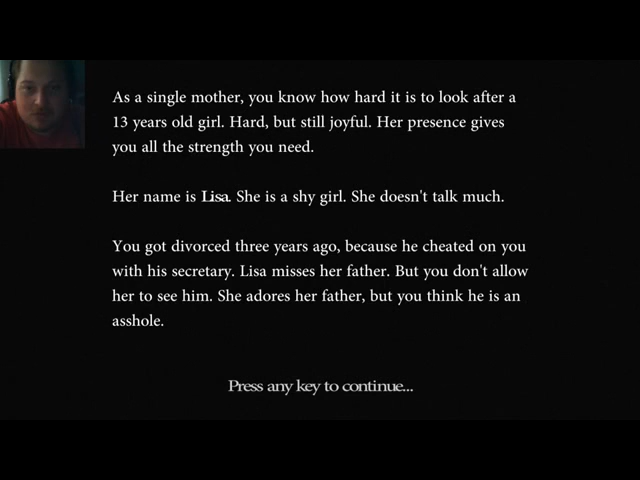 As a single mother, you know how hard it is to look after a
13 years old girl. Hard, but still joyful. Her presence gives
you all the strength you need.
Her name is Lisa. She is a shy girl. She doesn't talk much.
You got divorced three years ago, because he cheated on you
with his secretary. Lisa misses her father. But you don't allow
her to see him. She adores her father, but you think he is an
asshole.
Press any key to continue...